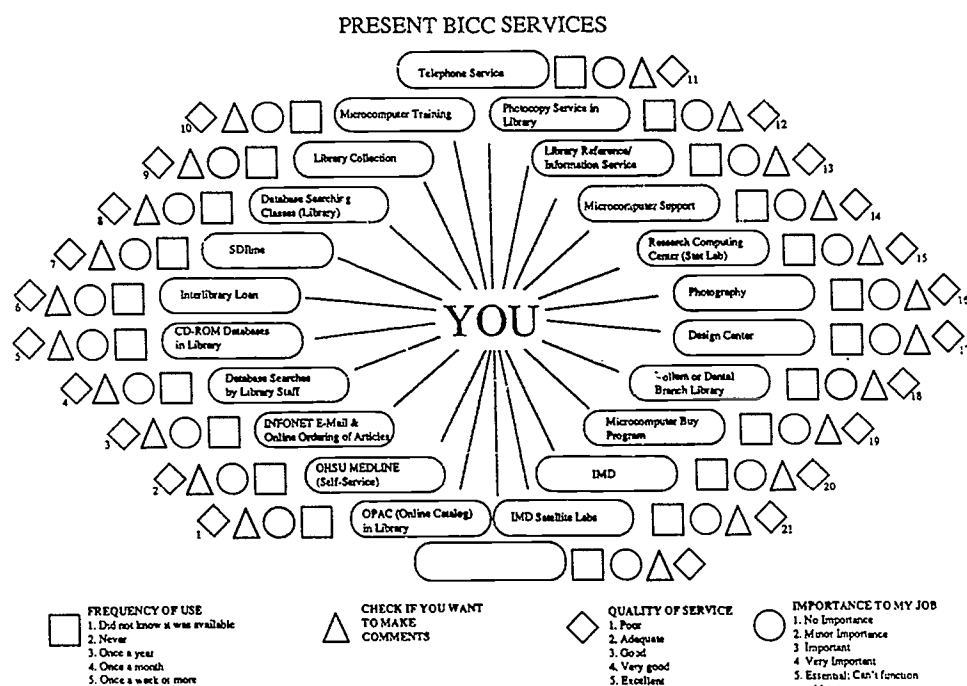 PRESENT BICC SERVICES
Telephone Service
11
10
Microcomputer Training
Photocopy Service in
Library
12
9
Library Collection
Library Reference/
Information Service
13
8
Database Searching
Classes (Library)
Microcomputer Support
14
7
SDIline
Research Computing
Center (Stat Lab)
15
6
Interlibrary Loan
Photography
16
5
CD-ROM Databases
in Library
YOU
Design Center
17
4
Database Searches
by Library Staff
or Dental
Branch Library
18
3
INFONET E-Mail &
Online Ordering of Articles
Microcomputer Buy
Program
19
2
OHSU MEDLINE
(Self-Service)
IMD
20
1
OPAC (Online Catalog)
in Library
IMD Satellite Labs
21
FREQUENCY OF USE
1. Did not know it was available
2. Never
3. Once a year
4. Once a month
5. Once a week or more
CHECK IF YOU WANT
TO MAKE
COMMENTS
QUALITY OF SERVICE
1. Poor
2. Adequate
3. Good
4. Very good
5. Excellent
IMPORTANCE TO MY JOB
1. No Importance
2. Minor Importance
3 Important
4 Very Important
5. Essential; Can't function